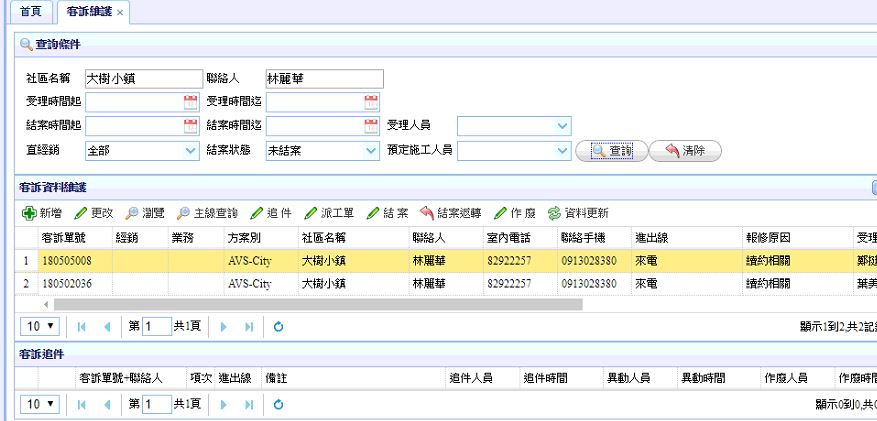 首頁 客訴維護 ×
查詢條件
社區名稱 大樹小鎮 聯絡人 林麗華
受理時間起 受理時間迄
結案時間起 結案時間迄 受理人員
直經銷 全部 結案狀態 未結案 預定施工人員 查詢 清除
客訴資料維護
新增 更改 瀏覽 主線查詢 追件 派工單 結案 結案返轉 作廢 資料更新
客訴單號 經銷 業務 方案別 社區名稱 聯絡人 室內電話 聯絡手機 進出線 報修原因 受理
1 180505008 AVS-City 大樹小鎮 林麗華 82922257 0913028380 來電 續約相關
2 180502036 AVS-City 大樹小鎮 林麗華 82922257 0913028380 來電 續約相關 葉美
10 第 1 共1頁 顯示1到2,共2記
客訴追件
客訴單號+聯絡人 項次 進出線 備註 追件人員 追件時間 異動人員 異動時間 作廢人員 作廢時
10 第 1 共1頁 顯示0到0,共